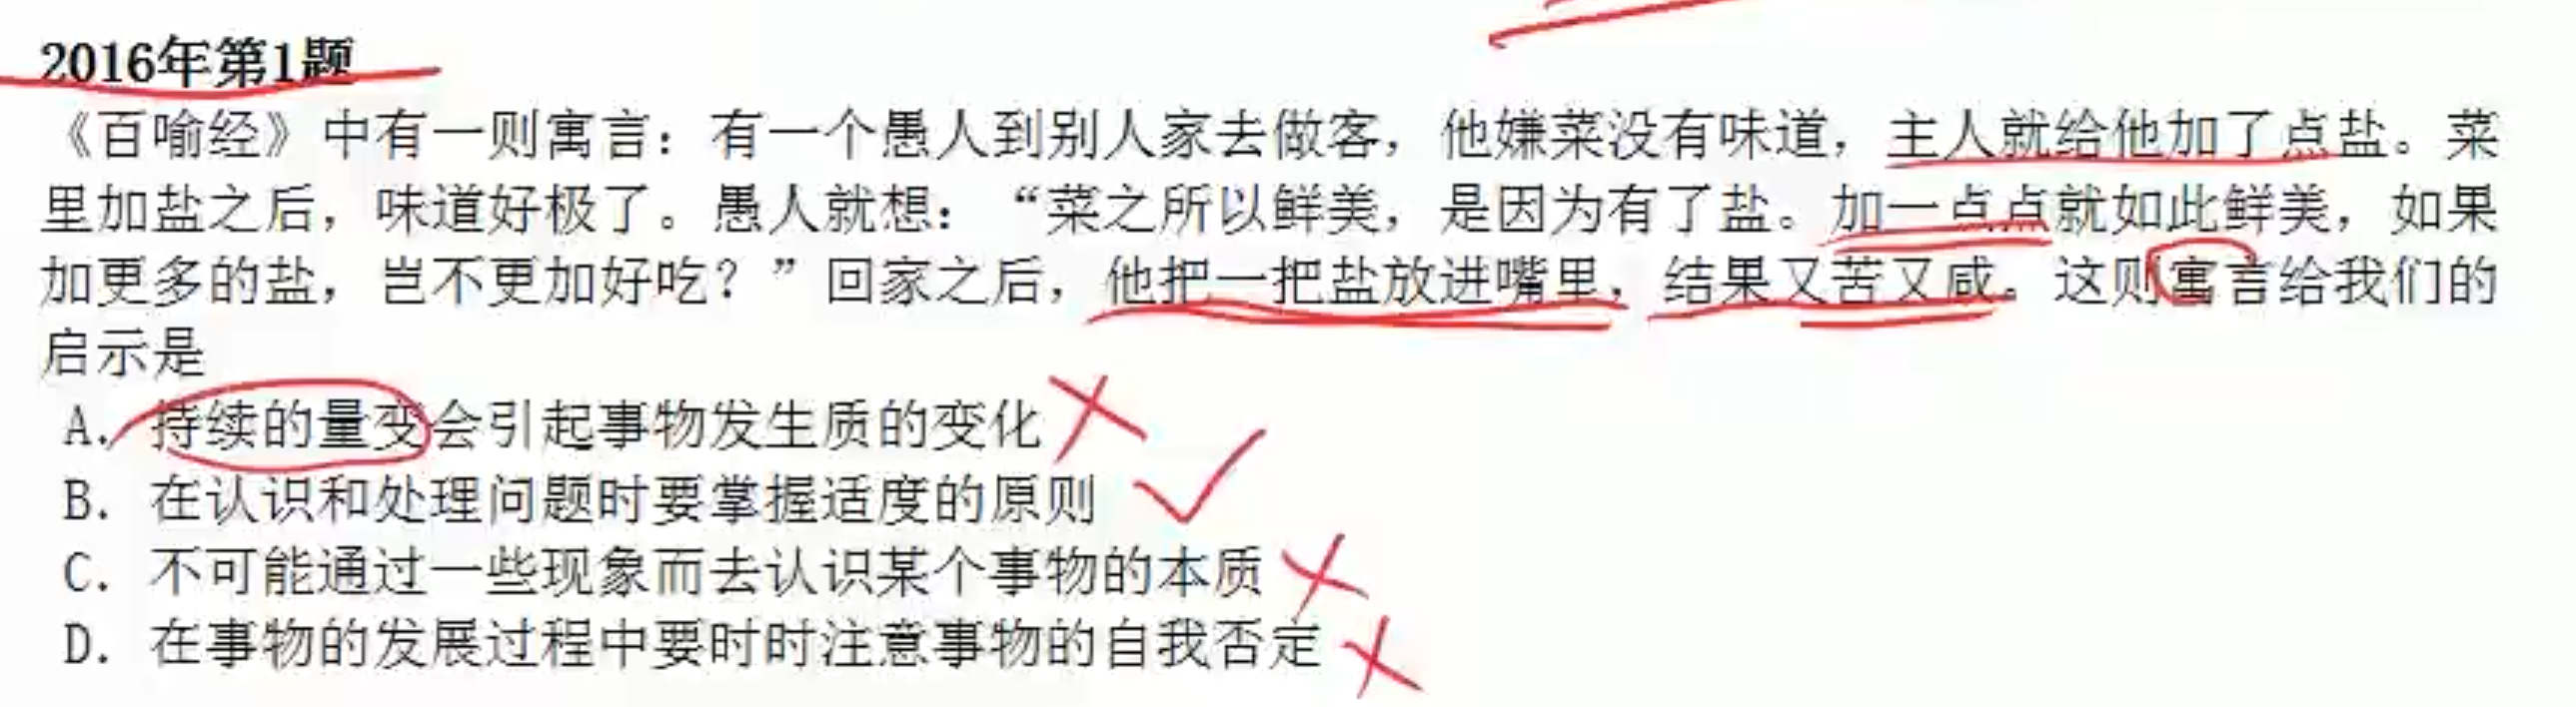 2016年第1题
《百喻经》中有一则寓言：有一个愚人到别人家去做客，他嫌菜没有味道，主人就给他加了点盐。菜
里加盐之后，味道好极了。愚人就想：“菜之所以鲜美，是因为有了盐。加一点点就如此鲜美，如果
加更多的盐，岂不更加好吃？”回家之后，他把一把盐放进嘴里，结果又苦又咸。这则寓言给我们的
启示是
A. 持续的量变会引起事物发生质的变化
B. 在认识和处理问题时要掌握适度的原则
C. 不可能通过一些现象而去认识某个事物的本质
D. 在事物的发展过程中要时时注意事物的自我否定